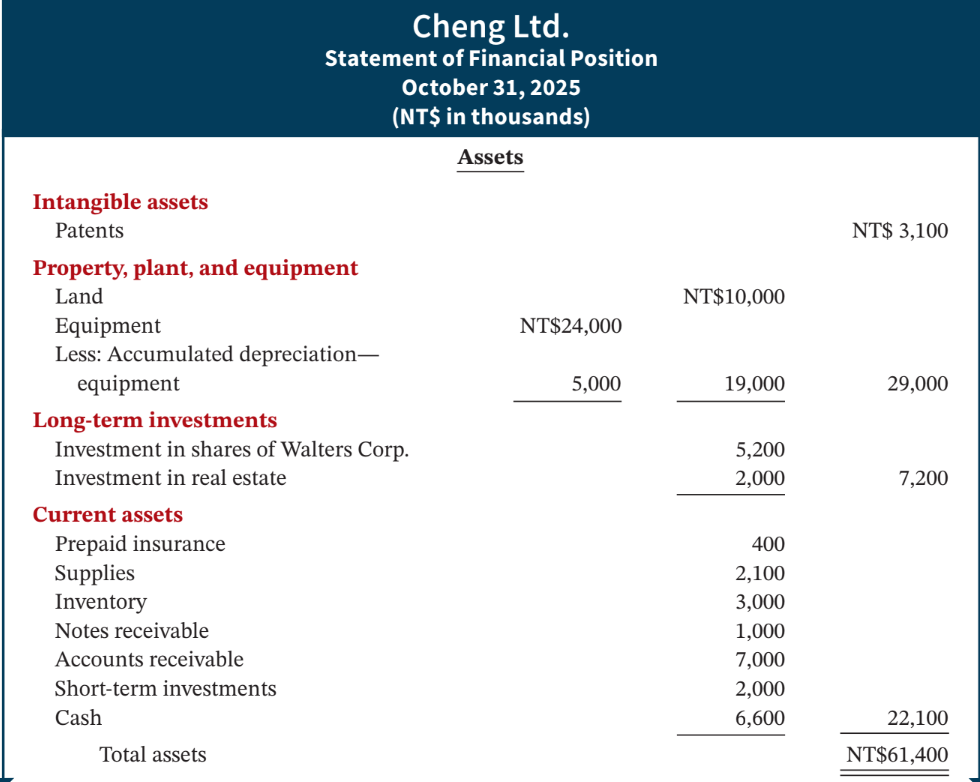 Cheng Ltd.
Statement of Financial Position
October 31, 2025
(NT$ in thousands)
Assets
Intangible assets
Patents NT$ 3,100
Property, plant, and equipment
Land NT$10,000
Equipment NT$24,000
Less: Accumulated depreciation—
equipment 5,000 19,000 29,000
Long-term investments
Investment in shares of Walters Corp. 5,200
Investment in real estate 2,000 7,200
Current assets
Prepaid insurance 400
Supplies 2,100
Inventory 3,000
Notes receivable 1,000
Accounts receivable 7,000
Short-term investments 2,000
Cash 6,600 22,100
Total assets NT$61,400